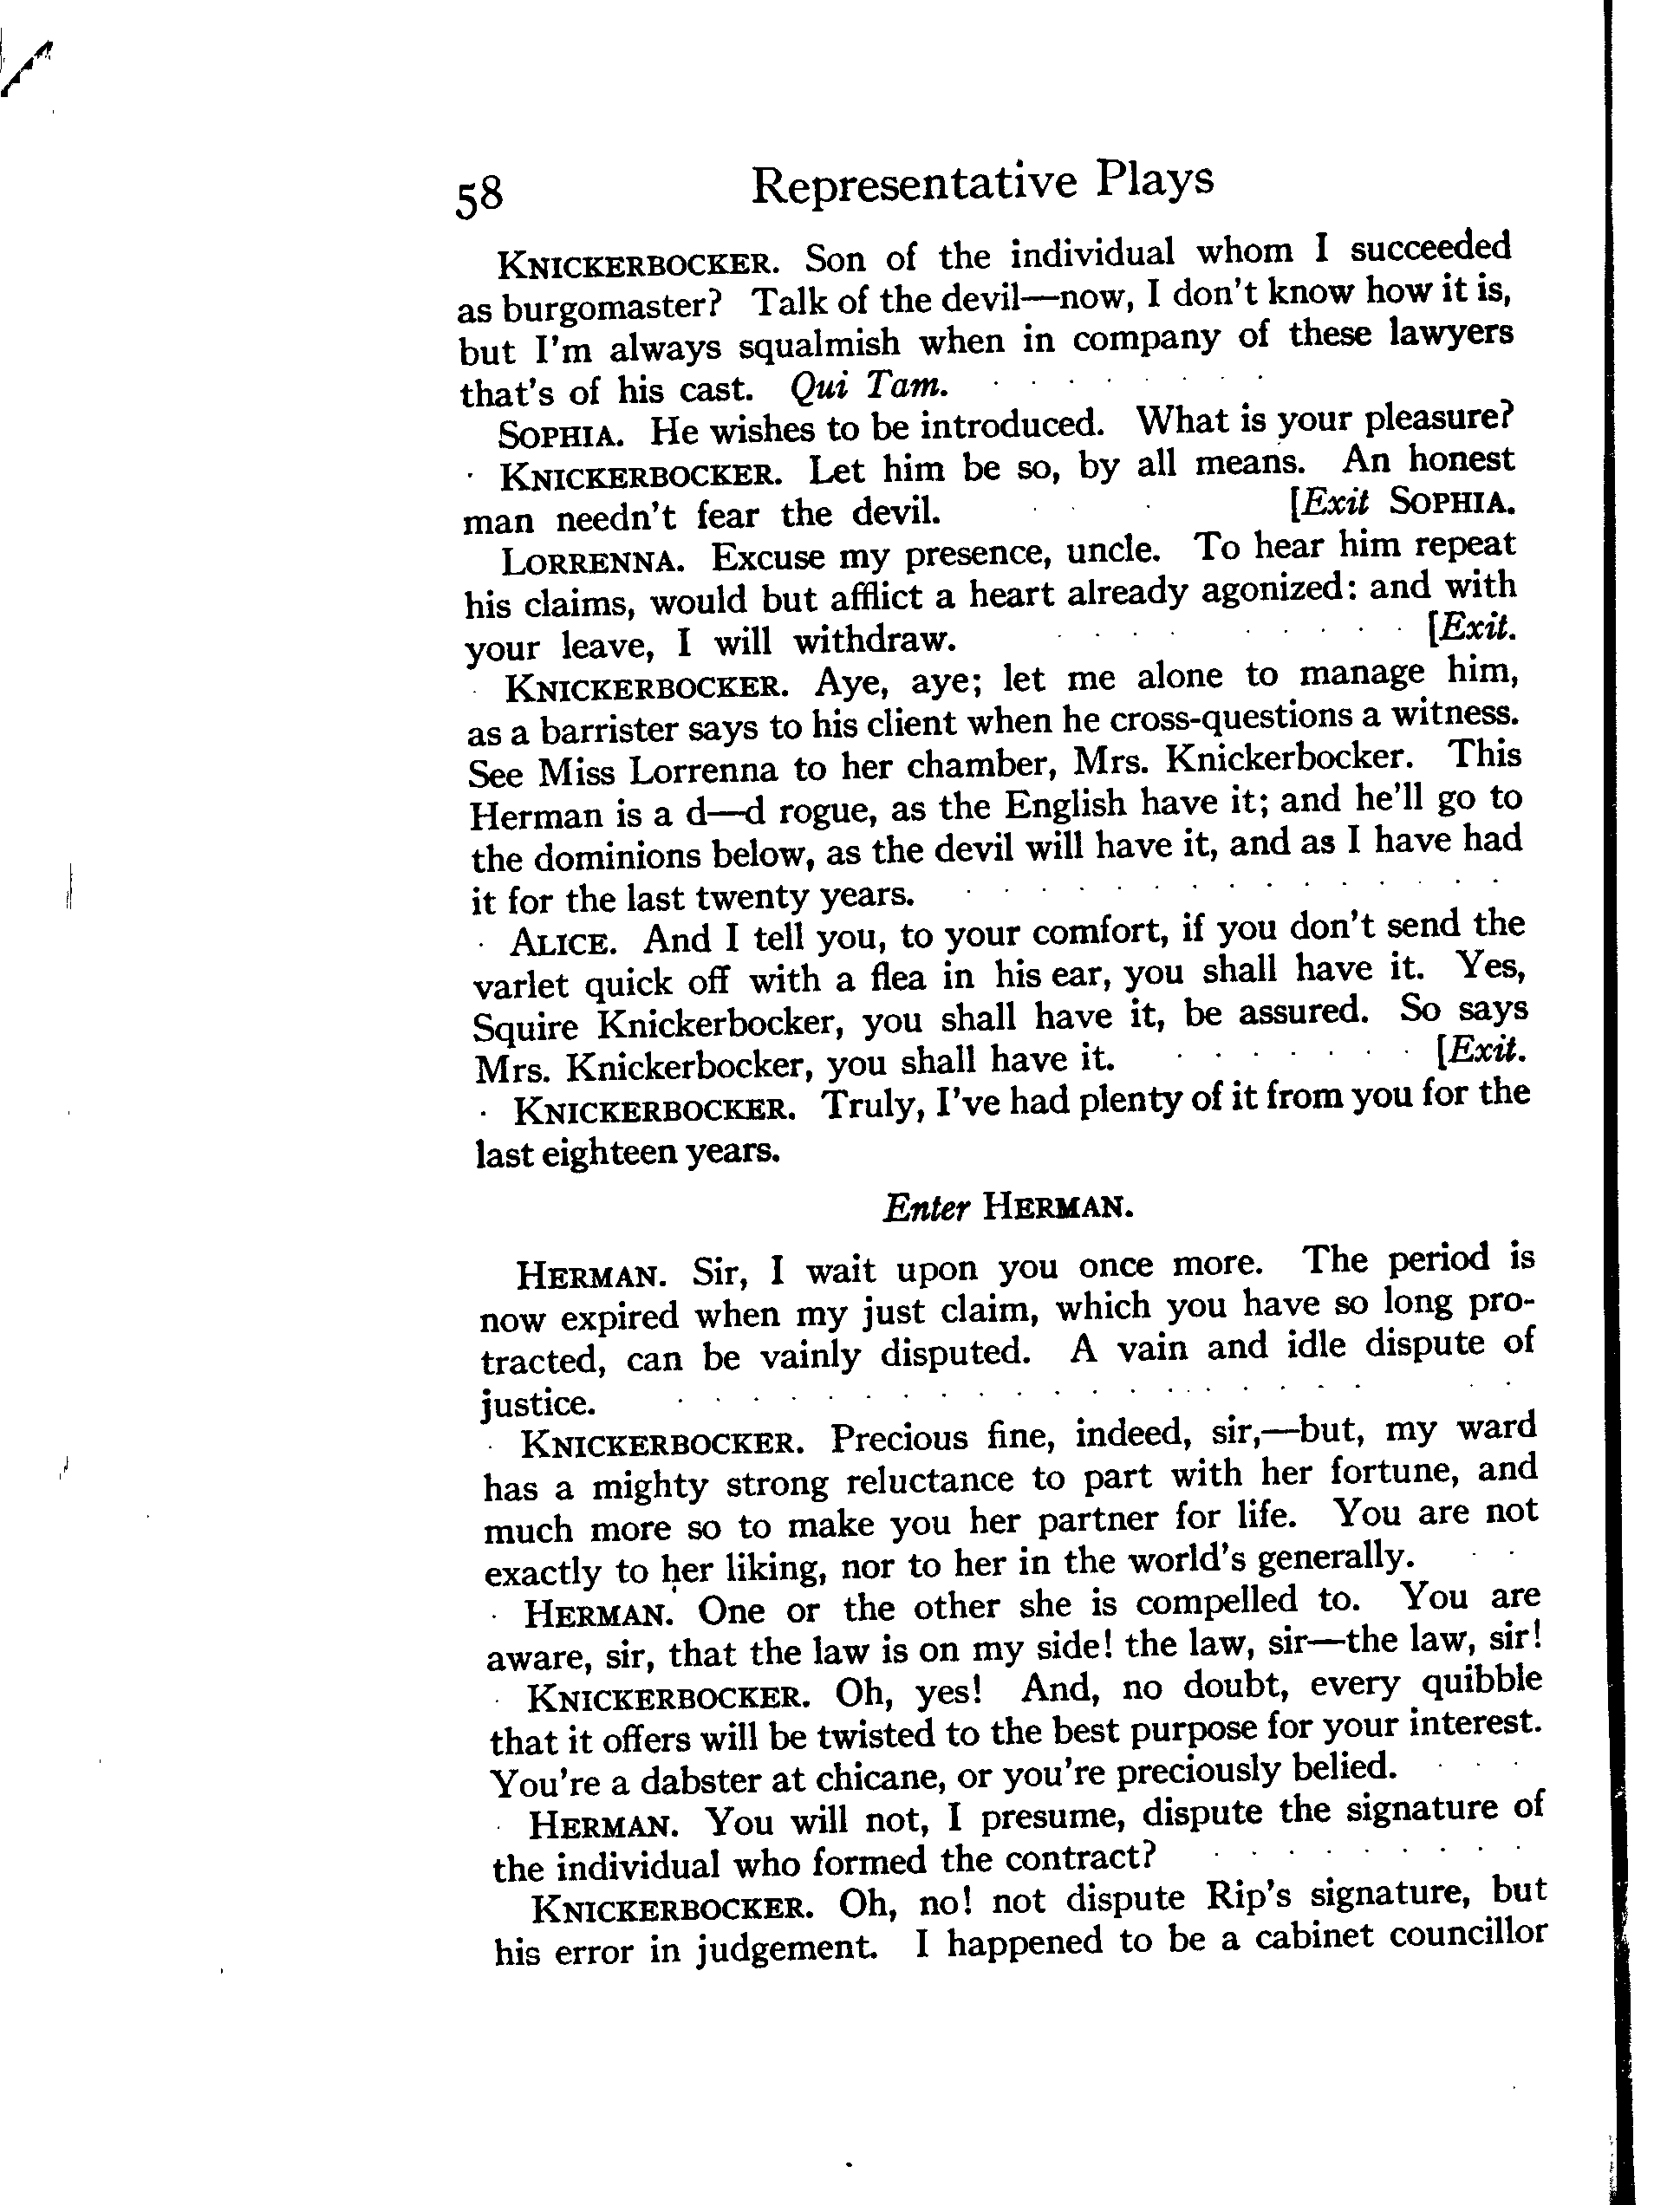 58 Representative Plays
KNICKERBOCKER. Son of the individual whom I succeeded
as burgomaster? Talk of the devil—now, I don't know how it is,
but I'm always squalmish when in company of these lawyers
that's of his cast. Qui Tam.
SOPHIA. He wishes to be introduced. What is your pleasure?
KNICKERBOCKER. Let him be so, by all means. An honest
man needn't fear the devil. [Exit SOPHIA.
LORRENNA. Excuse my presence, uncle. To hear him repeat
his claims, would but afflict a heart already agonized: and with
your leave, I will withdraw. [Exit.
KNICKERBOCKER. Aye, aye; let me alone to manage him,
as a barrister says to his client when he cross-questions a witness.
See Miss Lorrenna to her chamber, Mrs. Knickerbocker. This
Herman is a d—d rogue, as the English have it; and he'll go to
the dominions below, as the devil will have it, and as I have had
it for the last twenty years.
ALICE. And I tell you, to your comfort, if you don't send the
varlet quick off with a flea in his ear, you shall have it. Yes,
Squire Knickerbocker, you shall have it, be assured. So says
Mrs. Knickerbocker, you shall have it. [Exit.
KNICKERBOCKER. Truly, I've had plenty of it from you for the
last eighteen years.
Enter HERMAN.
HERMAN. Sir, I wait upon you once more. The period is
now expired when my just claim, which you have so long pro-
tracted, can be vainly disputed. A vain and idle dispute of
justice.
KNICKERBOCKER. Precious fine, indeed, sir,—but, my ward
has a mighty strong reluctance to part with her fortune, and
much more so to make you her partner for life. You are not
exactly to her liking, nor to her in the world's generally.
HERMAN. One or the other she is compelled to. You are
aware, sir, that the law is on my side! the law, sir—the law, sir!
KNICKERBOCKER. Oh, yes! And, no doubt, every quibble
that it offers will be twisted to the best purpose for your interest.
You're a dabster at chicane, or you're preciously belied.
HERMAN. You will not, I presume, dispute the signature of
the individual who formed the contract?
KNICKERBOCKER. Oh, no! not dispute Rip's signature, but
his error in judgement. I happened to be a cabinet councillor